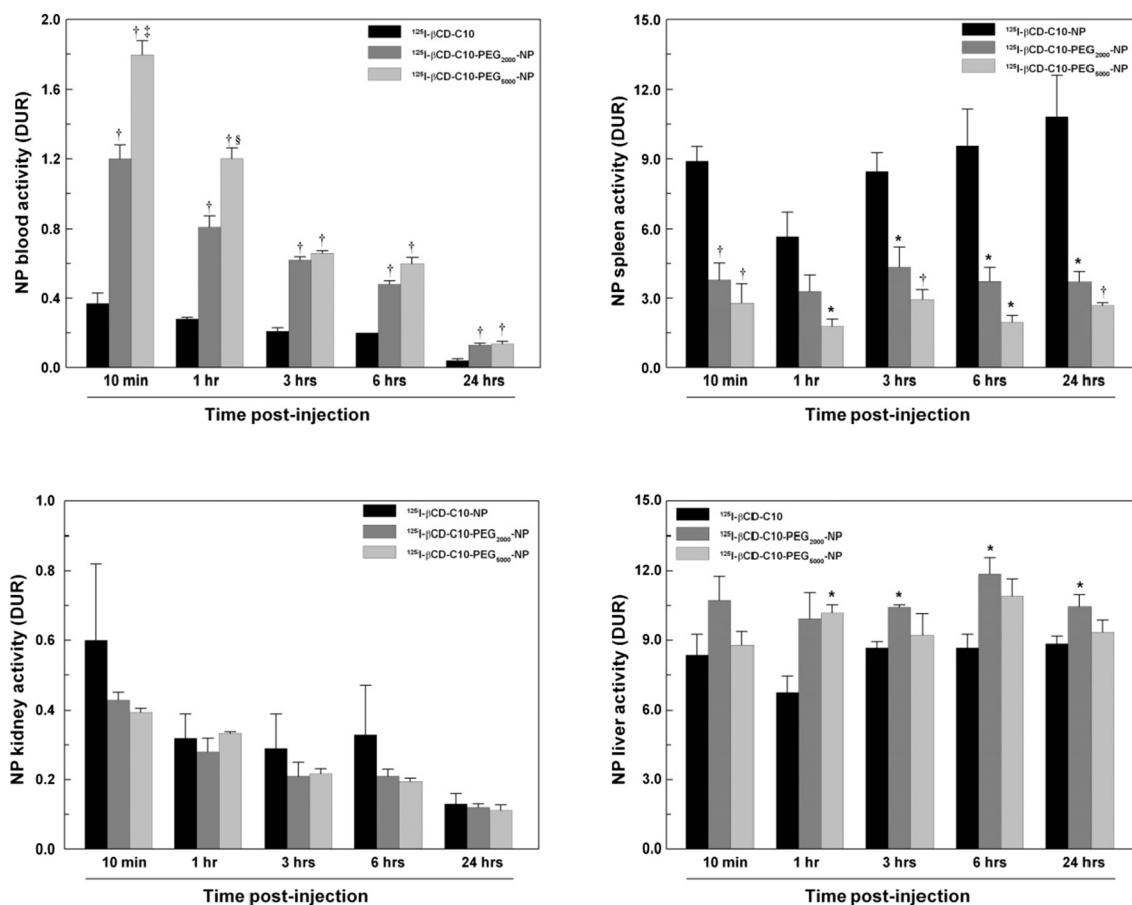 NP blood activity (DUR)
2.0
1.6
1.2
0.8
0.4
0.0
¹²⁵I-βCD-C10
¹²⁵I-βCD-C10-PEG₂₀₀₀-NP
¹²⁵I-βCD-C10-PEG₅₀₀₀-NP
† † ‡
† † §
† †
† †
† †
10 min 1 hr 3 hrs 6 hrs 24 hrs
Time post-injection
NP spleen activity (DUR)
15.0
12.0
9.0
6.0
3.0
0.0
¹²⁵I-βCD-C10-NP
¹²⁵I-βCD-C10-PEG₂₀₀₀-NP
¹²⁵I-βCD-C10-PEG₅₀₀₀-NP
† †
*
* †
* *
* †
10 min 1 hr 3 hrs 6 hrs 24 hrs
Time post-injection
NP kidney activity (DUR)
1.0
0.8
0.6
0.4
0.2
0.0
¹²⁵I-βCD-C10-NP
¹²⁵I-βCD-C10-PEG₂₀₀₀-NP
¹²⁵I-βCD-C10-PEG₅₀₀₀-NP
10 min 1 hr 3 hrs 6 hrs 24 hrs
Time post-injection
NP liver activity (DUR)
15.0
12.0
9.0
6.0
3.0
0.0
¹²⁵I-βCD-C10
¹²⁵I-βCD-C10-PEG₂₀₀₀-NP
¹²⁵I-βCD-C10-PEG₅₀₀₀-NP
*
*
*
*
10 min 1 hr 3 hrs 6 hrs 24 hrs
Time post-injection